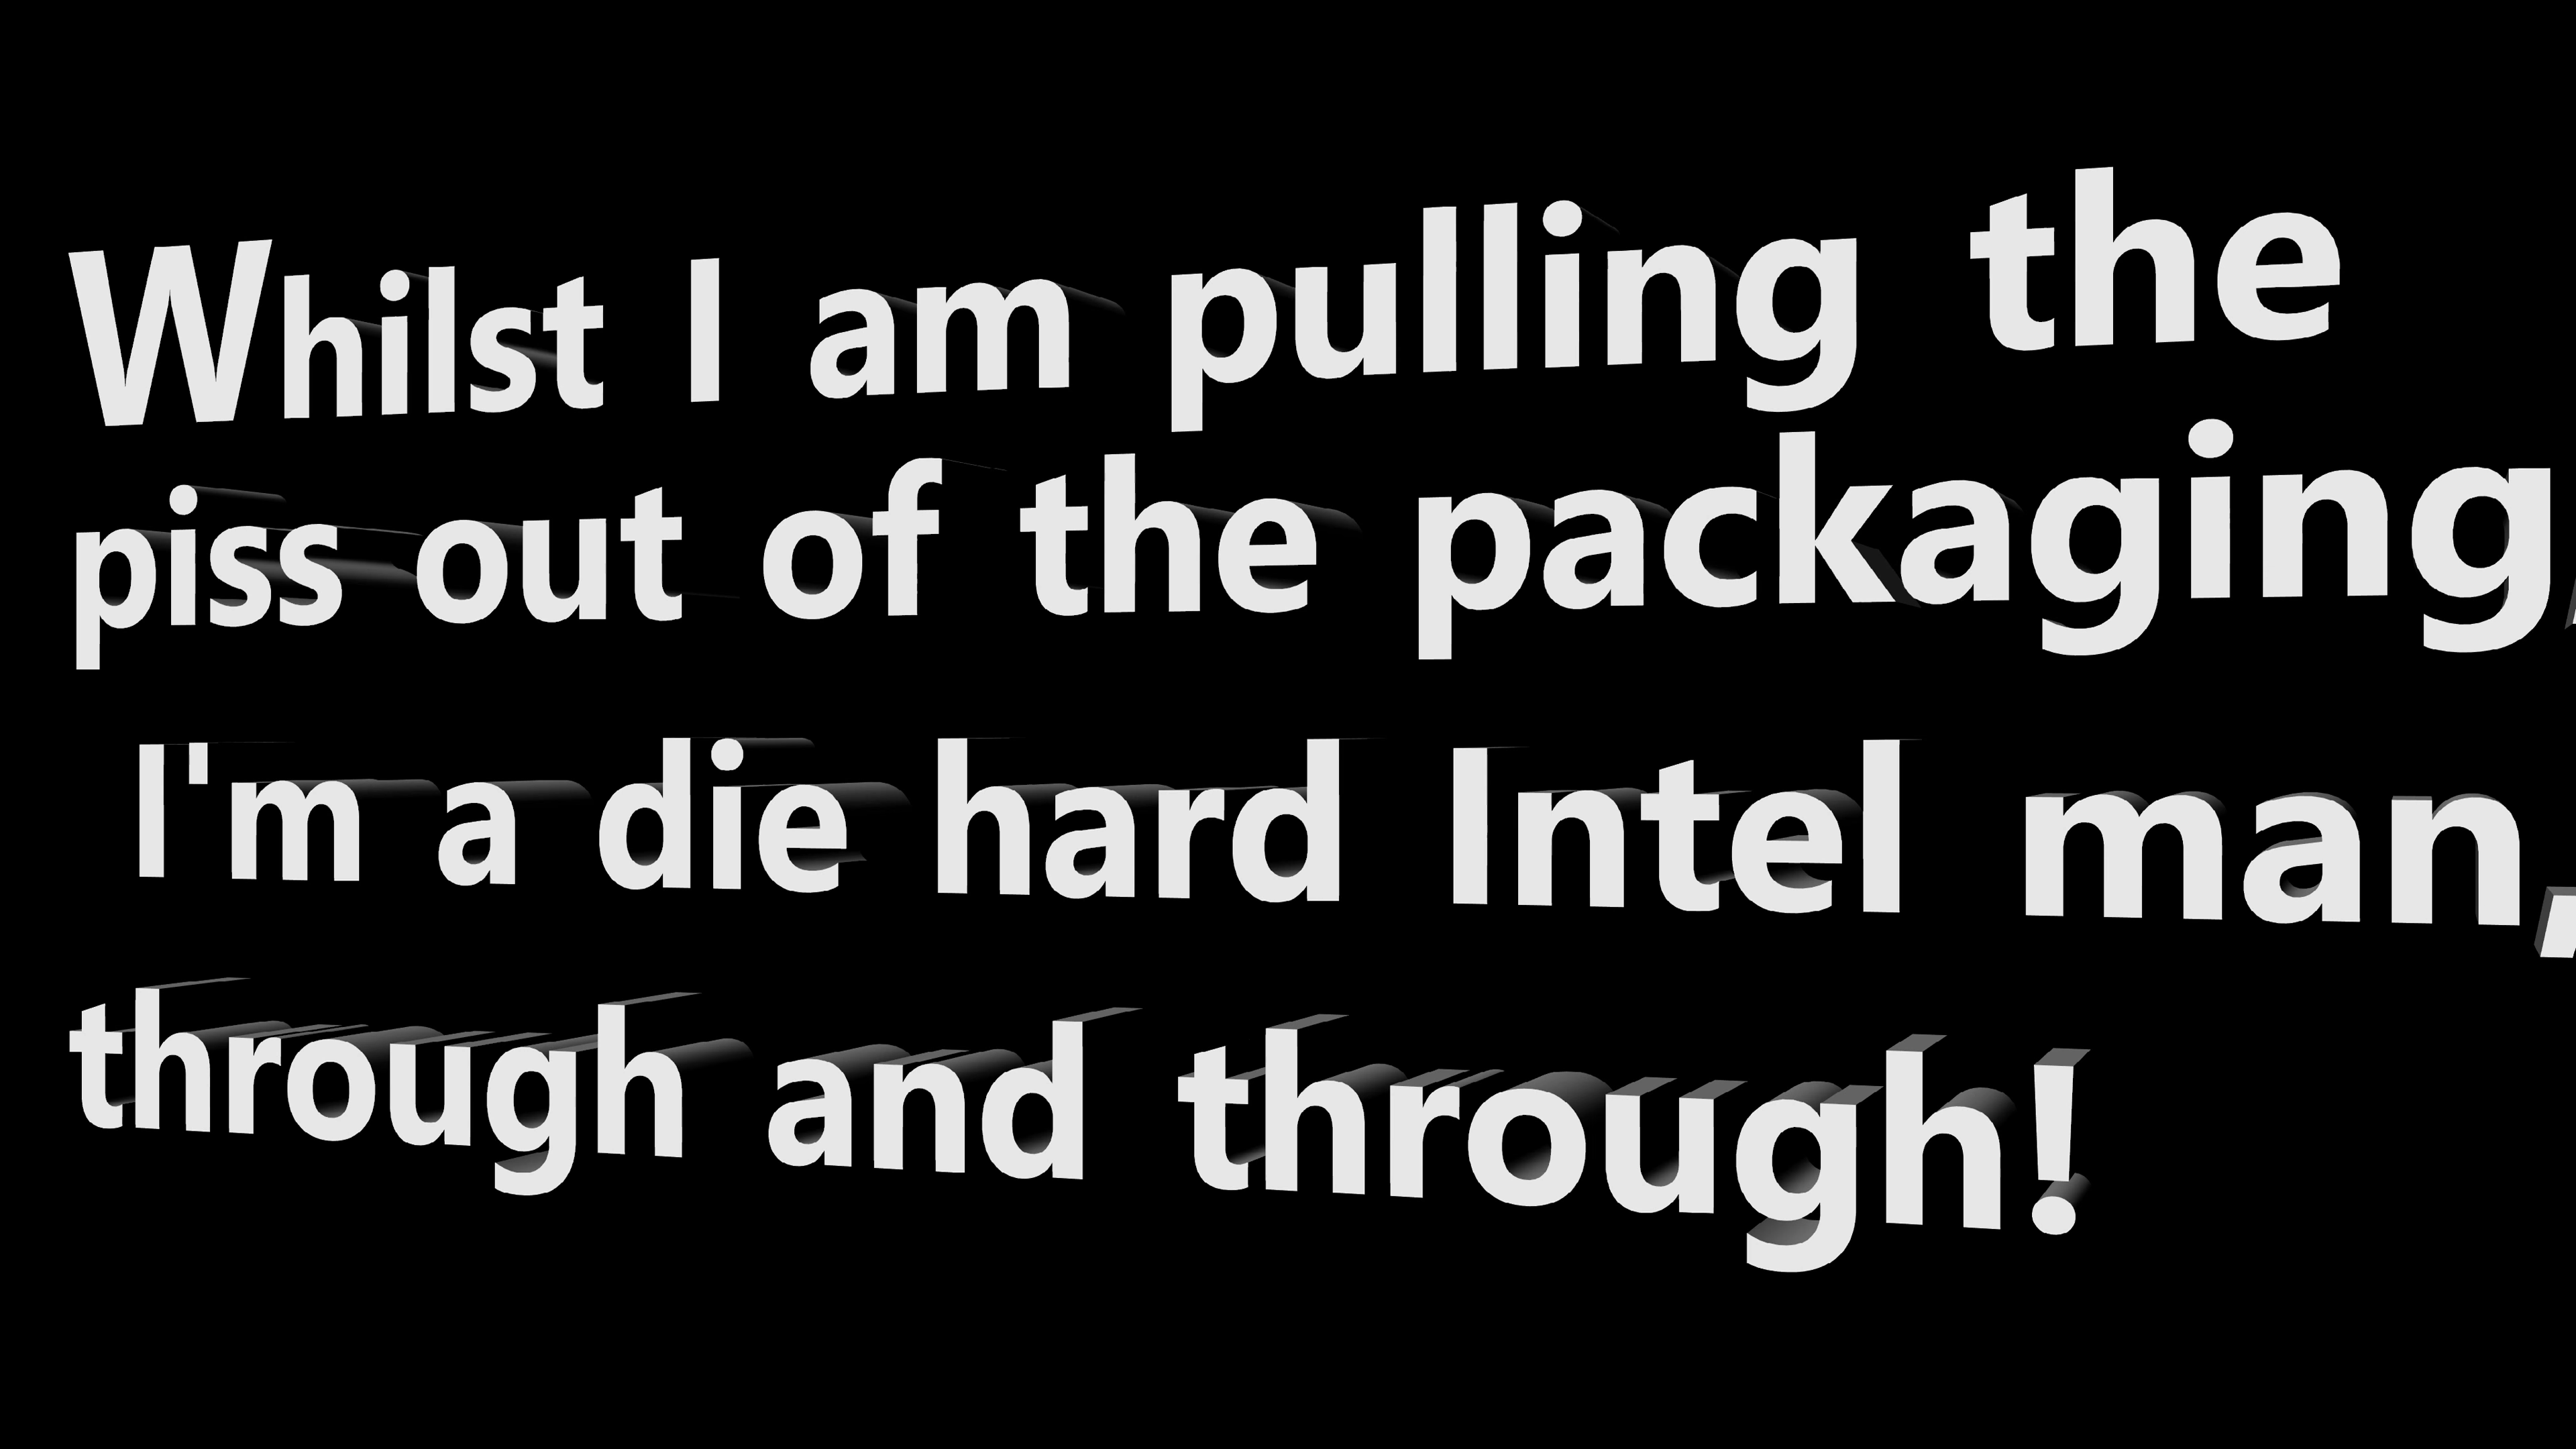 Whilst I am pulling the
piss out of the packaging,
I'm a die hard Intel man,
through and through!